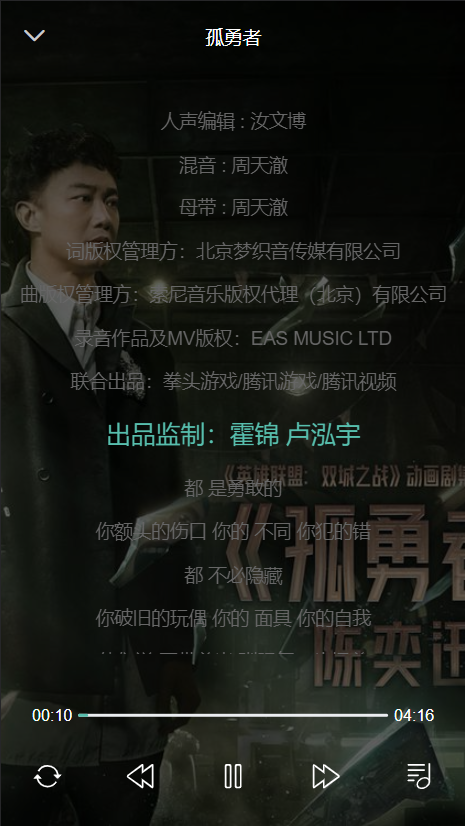 孤勇者
人声编辑 : 汝文博
混音 : 周天澈
母带 : 周天澈
词版权管理方：北京梦织音传媒有限公司
曲版权管理方：索尼音乐版权代理（北京）有限公司
录音作品及MV版权：EAS MUSIC LTD
联合出品：拳头游戏/腾讯游戏/腾讯视频
出品监制：霍锦 卢泓宇
《英雄联盟：双城之战》动画剧集
都 是勇敢的
你额头的伤口 你的 不同 你犯的错
《孤勇者
都 不必隐藏
你破旧的玩偶 你的 面具 你的自我
陈奕迅
00:10
04:16